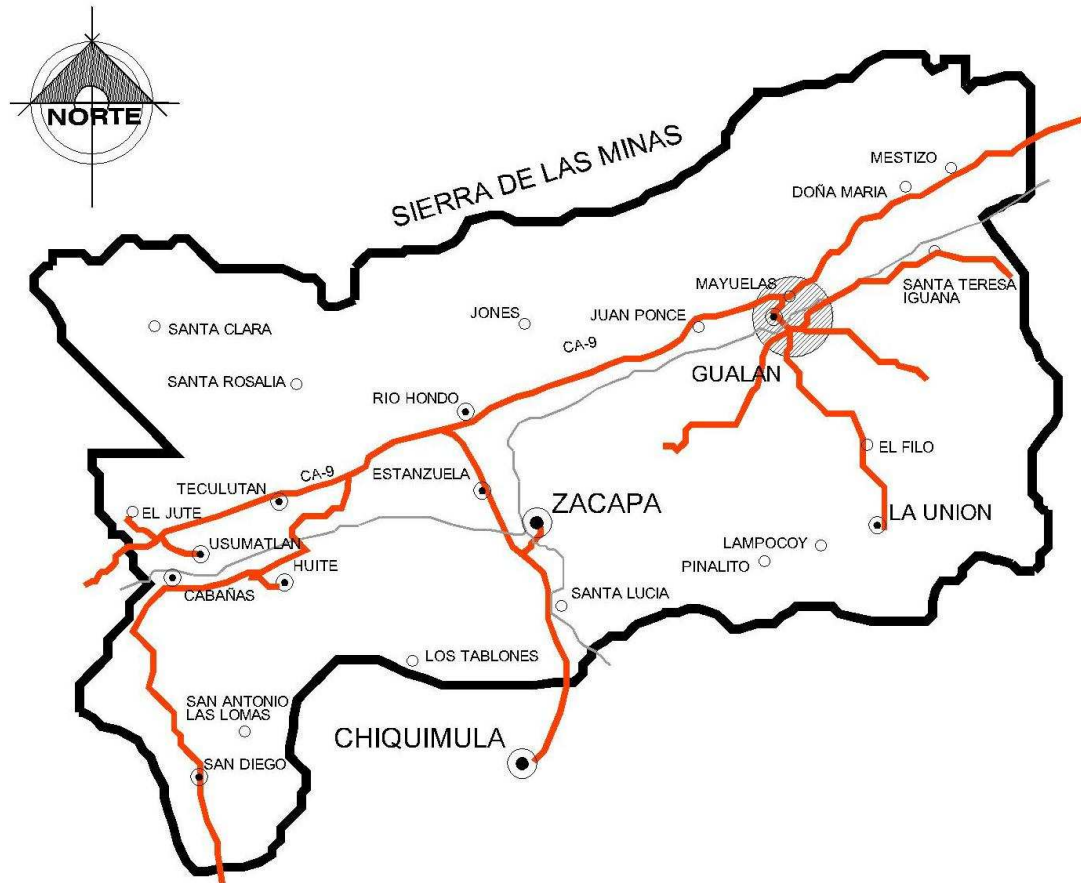 NORTE
SIERRA DE LAS MINAS
MESTIZO
DOÑA MARIA
MAYUELAS
SANTA TERESA
IGUANA
SANTA CLARA
JONES
JUAN PONCE
CA-9
GUALAN
SANTA ROSALIA
RIO HONDO
EL FILO
CA-9
ESTANZUELA
TECULUTAN
ZACAPA
EL JUTE
LA UNION
USUMATLAN
LAMPOCOY
HUITE
PINALITO
CABAÑAS
SANTA LUCIA
LOS TABLONES
SAN ANTONIO
LAS LOMAS
CHIQUIMULA
SAN DIEGO